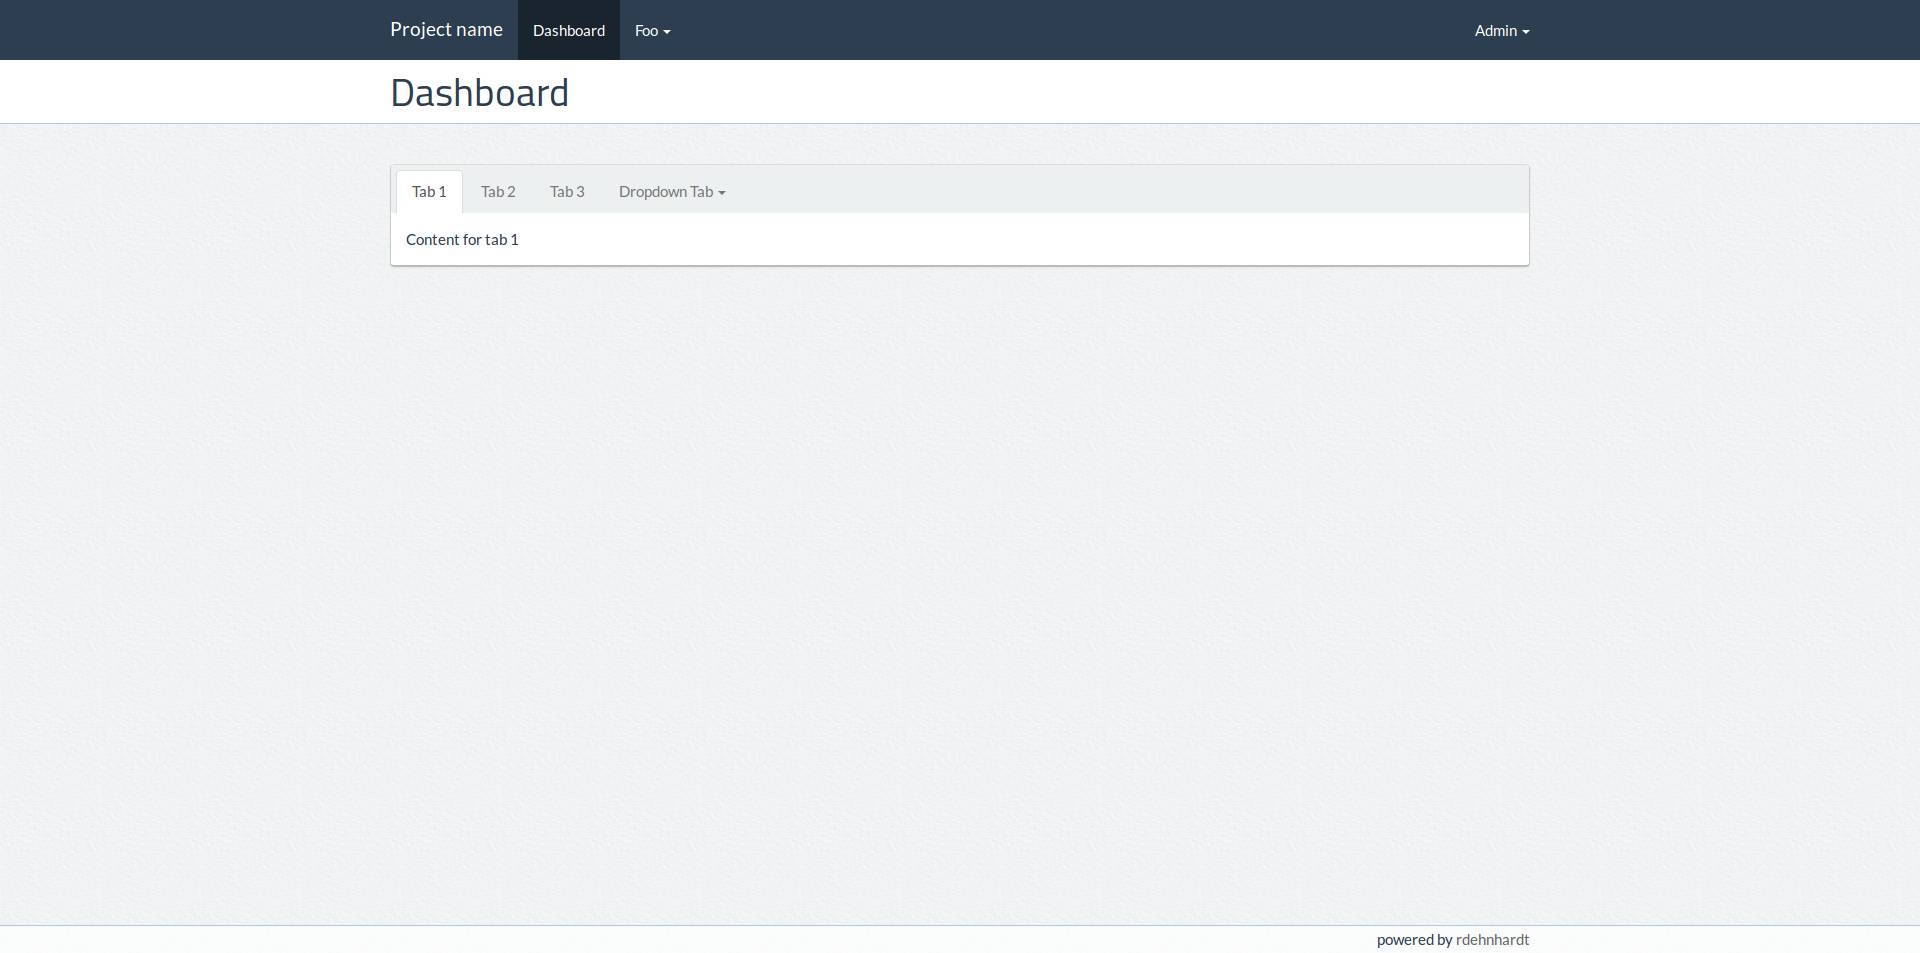 Project name Dashboard Foo Admin
Dashboard
Tab 1 Tab 2 Tab 3 Dropdown Tab
Content for tab 1
powered by rdehnhardt